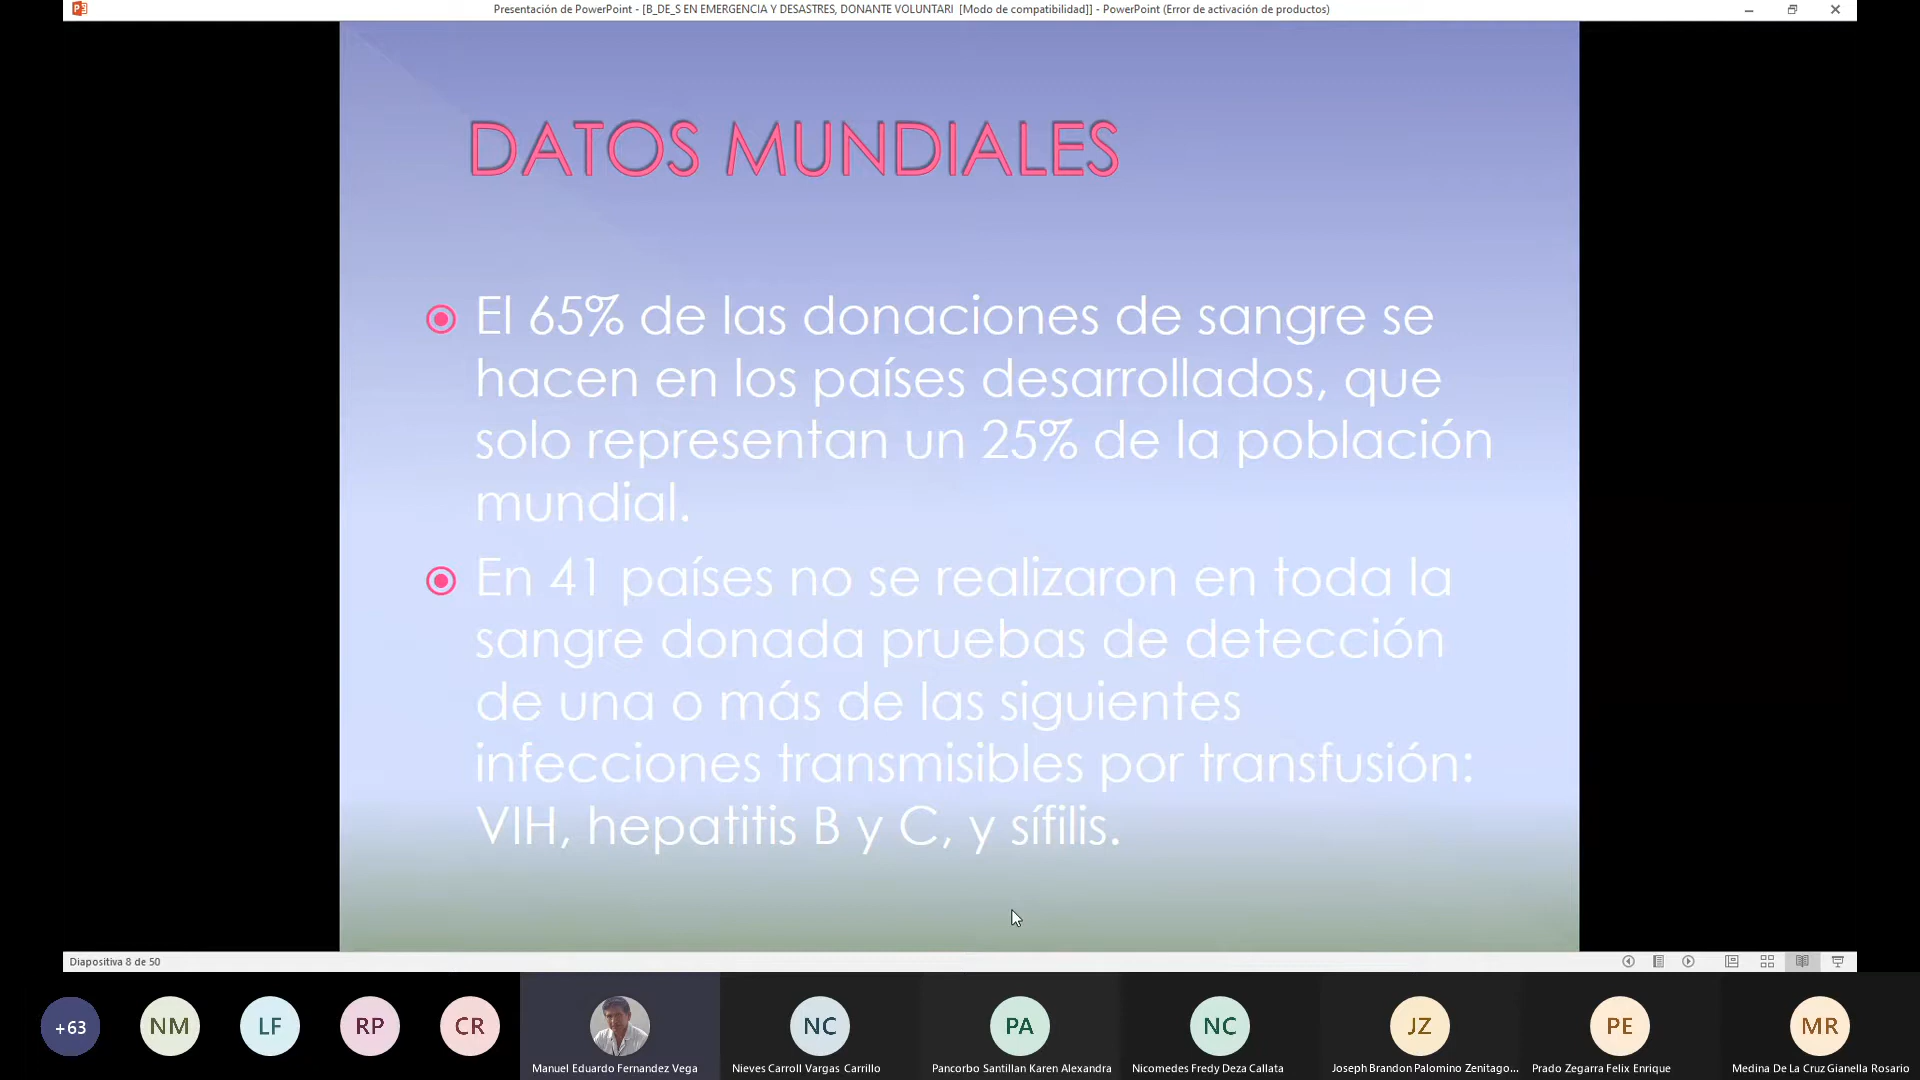 Presentación de PowerPoint - [B_DE_S EN EMERGENCIA Y DESASTRES, DONANTE VOLUNTARI [Modo de compatibilidad]] - PowerPoint (Error de activación de productos)
DATOS MUNDIALES
El 65% de las donaciones de sangre se
hacen en los países desarrollados, que
solo representan un 25% de la población
mundial.
En 41 países no se realizaron en toda la
sangre donada pruebas de detección
de una o más de las siguientes
infecciones transmisibles por transfusión:
VIH, hepatitis B y C, y sífilis.
Diapositiva 8 de 50
+63
NM
LF
RP
CR
NC
PA
NC
JZ
PE
MR
Manuel Eduardo Fernandez Vega
Nieves Carroll Vargas Carrillo
Pancorbo Santillan Karen Alexandra
Nicomedes Fredy Deza Callata
Joseph Brandon Palomino Zenitago...
Prado Zegarra Felix Enrique
Medina De La Cruz Gianella Rosario